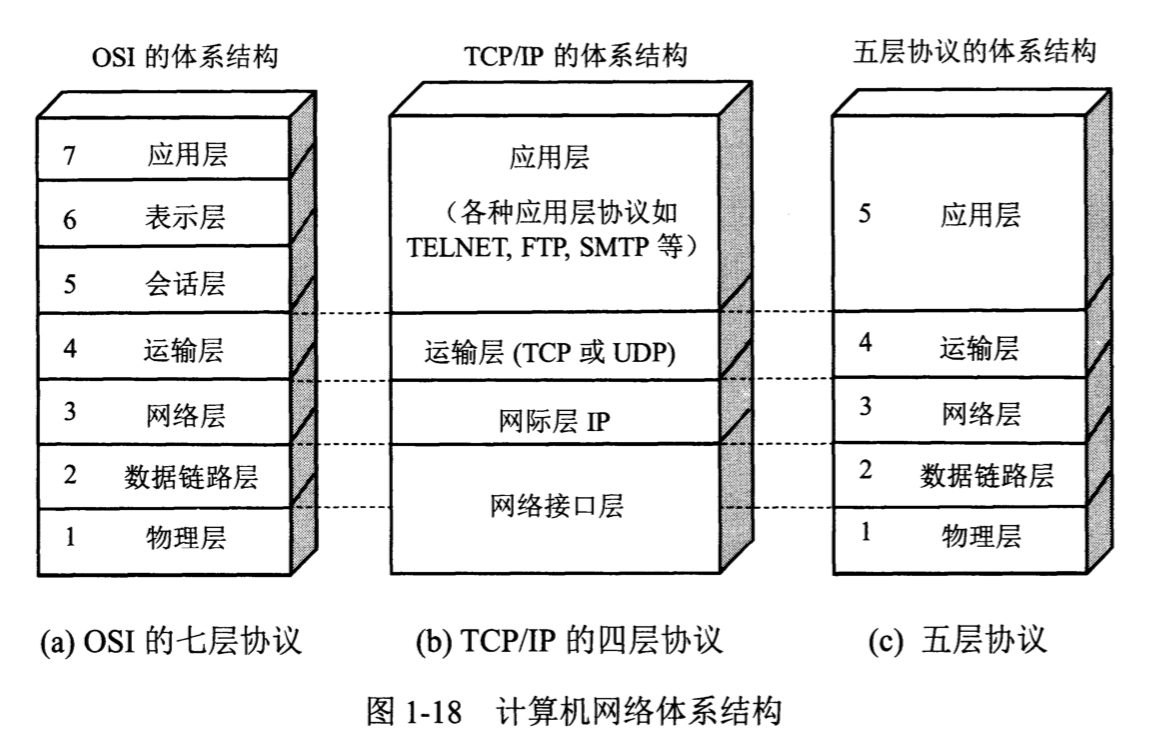 OSI 的体系结构
7 应用层
6 表示层
5 会话层
4 运输层
3 网络层
2 数据链路层
1 物理层
(a) OSI 的七层协议
TCP/IP 的体系结构
应用层
（各种应用层协议如
TELNET, FTP, SMTP 等）
运输层 (TCP 或 UDP)
网际层 IP
网络接口层
(b) TCP/IP 的四层协议
五层协议的体系结构
5 应用层
4 运输层
3 网络层
2 数据链路层
1 物理层
(c) 五层协议
图 1-18 计算机网络体系结构